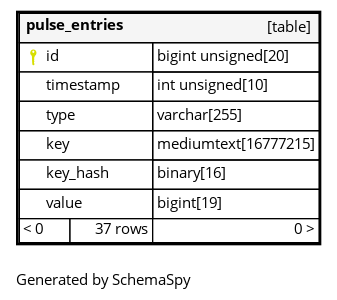 pulse_entries [table]
id bigint unsigned[20]
timestamp int unsigned[10]
type varchar[255]
key mediumtext[16777215]
key_hash binary[16]
value bigint[19]
< 0 37 rows 0 >
Generated by SchemaSpy